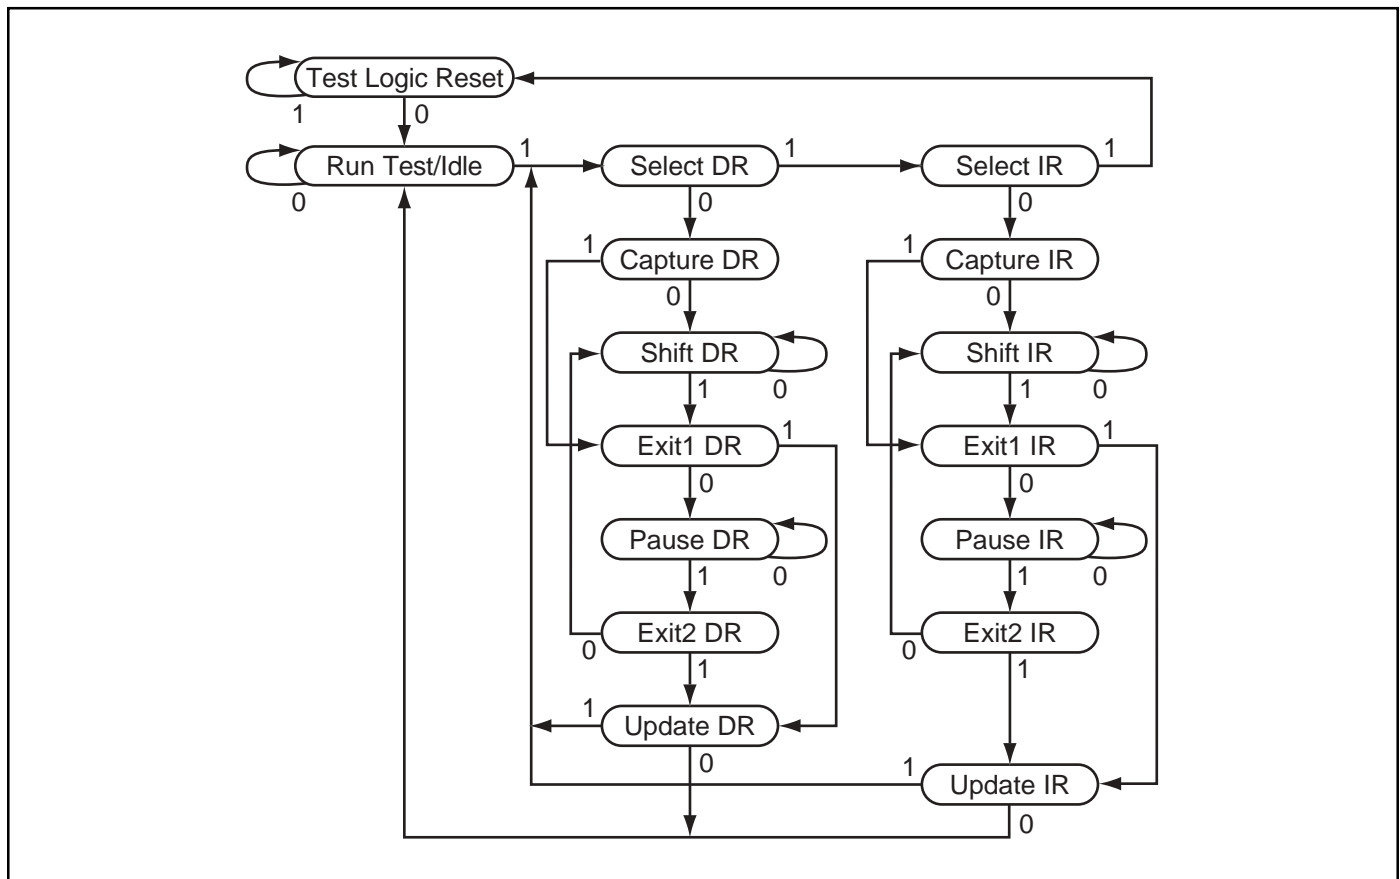 Test Logic Reset
1
0
Run Test/Idle
1
Select DR
1
Select IR
1
0
0
0
1
Capture DR
1
Capture IR
0
0
Shift DR
Shift IR
1
0
1
0
Exit1 DR
1
Exit1 IR
1
0
0
Pause DR
Pause IR
1
0
1
0
Exit2 DR
Exit2 IR
0
1
0
1
1
Update DR
0
1
Update IR
0